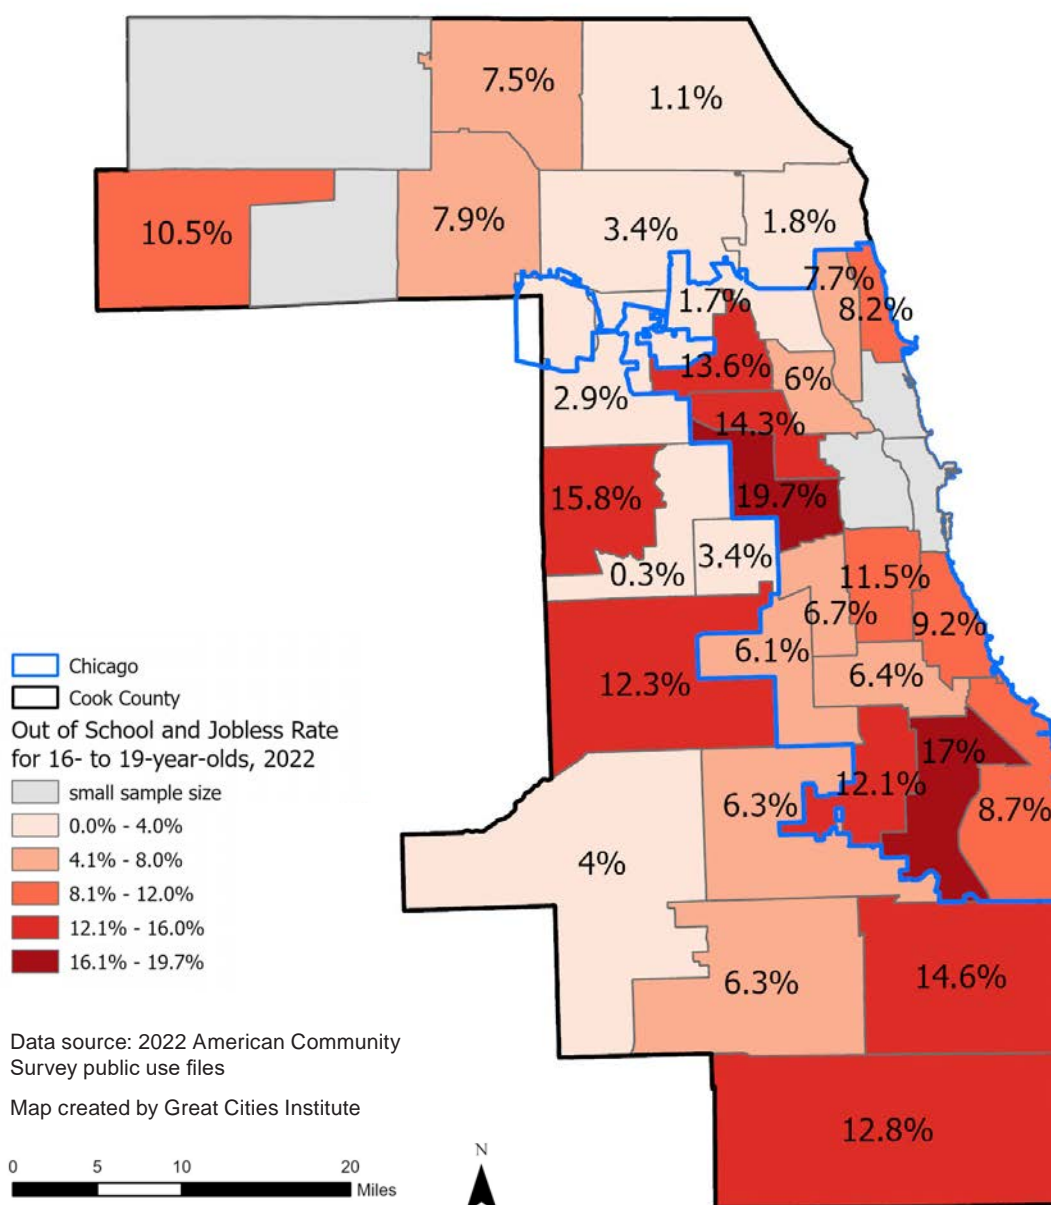 7.5%
1.1%
10.5%
7.9%
3.4%
1.8%
7.7%
8.2%
1.7%
13.6%
6%
2.9%
14.3%
15.8%
19.7%
3.4%
0.3%
11.5%
6.7%
9.2%
6.1%
6.4%
12.3%
17%
12.1%
6.3%
8.7%
4%
6.3%
14.6%
12.8%
Chicago
Cook County
Out of School and Jobless Rate
for 16- to 19-year-olds, 2022
small sample size
0.0% - 4.0%
4.1% - 8.0%
8.1% - 12.0%
12.1% - 16.0%
16.1% - 19.7%
Data source: 2022 American Community
Survey public use files
Map created by Great Cities Institute
0 5 10 20
Miles
N